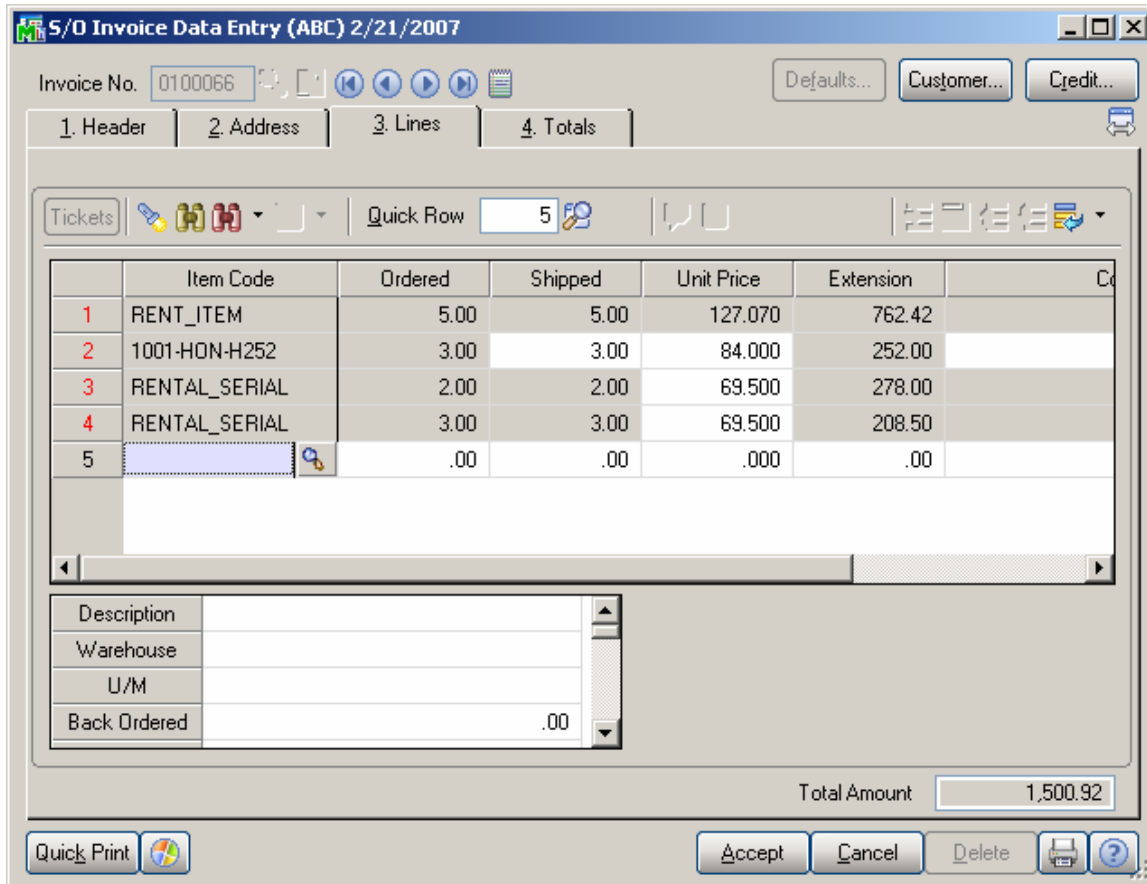 S/O Invoice Data Entry (ABC) 2/21/2007
Invoice No. 0100066 Defaults... Customer... Credit...
1. Header 2. Address 3. Lines 4. Totals
Tickets Quick Row 5
Item Code Ordered Shipped Unit Price Extension Co
1 RENT_ITEM 5.00 5.00 127.070 762.42
2 1001-HON-H252 3.00 3.00 84.000 252.00
3 RENTAL_SERIAL 2.00 2.00 69.500 278.00
4 RENTAL_SERIAL 3.00 3.00 69.500 208.50
5 .00 .00 .000 .00
Description
Warehouse
U/M
Back Ordered .00
Total Amount 1,500.92
Quick Print Accept Cancel Delete